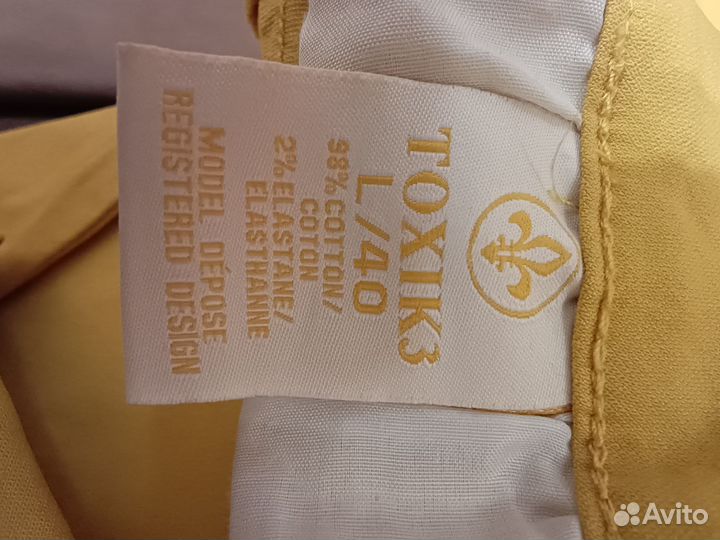 TOXIK3
L/40
98% COTTON/
COTON
2% ELASTANE/
ELASTHANNE
MODEL DÉPOSE
REGISTERED DESIGN
Avito